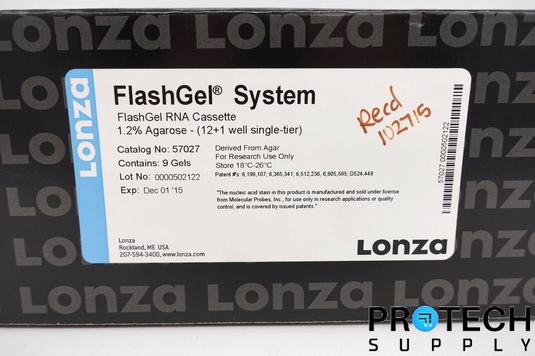 Lonza
FlashGel® System
FlashGel RNA Cassette
1.2% Agarose - (12+1 well single-tier)
Catalog No: 57027
Contains: 9 Gels
Lot No: 0000502122
Exp: Dec 01 '15
Derived From Agar
For Research Use Only
Store 18°C-26°C
Patent #'s: 6,199,107; 6,365,341; 6,512,236; 6,905,585; D524,449
"The nucleic acid stain in this product is manufactured and sold under license
from Molecular Probes, Inc., for use only in research applications or quality
control, and is covered by issued patents."
Recd
102715
57027 0000502122
Lonza
Rockland, ME USA
207-594-3400, www.lonza.com
Lonza
PROTECH
SUPPLY